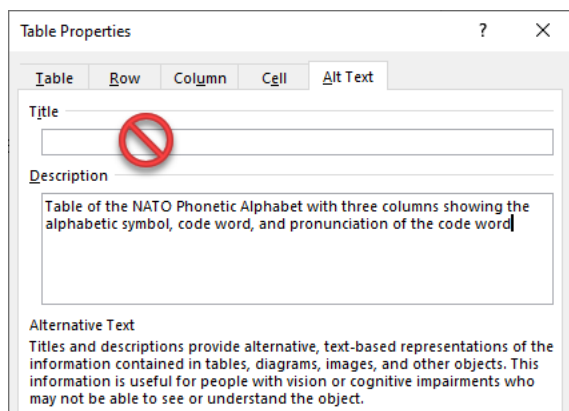 Table Properties ? ×
Table Row Column Cell Alt Text
Title
Description
Table of the NATO Phonetic Alphabet with three columns showing the
alphabetic symbol, code word, and pronunciation of the code word
Alternative Text
Titles and descriptions provide alternative, text-based representations of the
information contained in tables, diagrams, images, and other objects. This
information is useful for people with vision or cognitive impairments who
may not be able to see or understand the object.